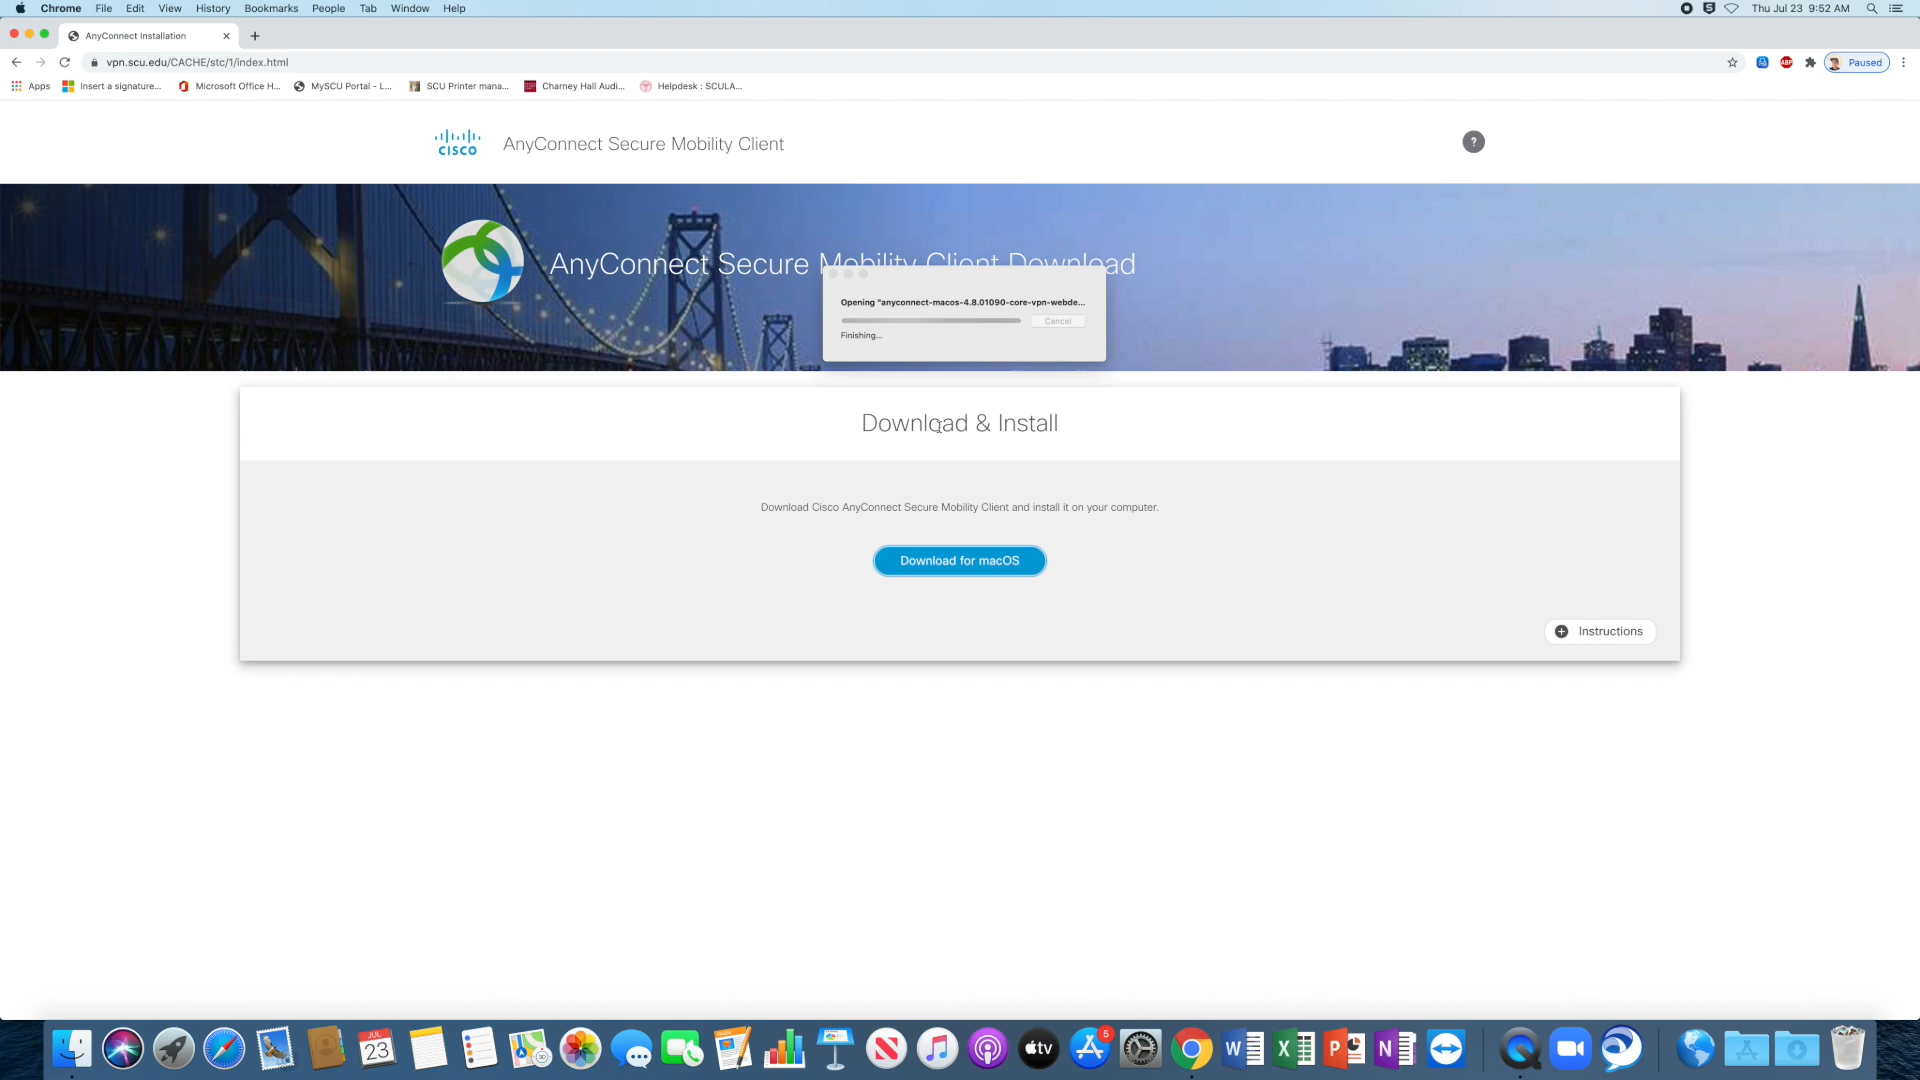 Chrome File Edit View History Bookmarks People Tab Window Help
Thu Jul 23 9:52 AM
AnyConnect Installation
vpn.scu.edu/CACHE/stc/1/index.html
ABP
Paused
Apps
Insert a signature...
Microsoft Office H...
MySCU Portal - L...
SCU Printer mana...
Charney Hall Audi...
Helpdesk : SCULA...
CISCO
AnyConnect Secure Mobility Client
?
AnyConnect Secure Mobility Client Download
Opening "anyconnect-macos-4.8.01090-core-vpn-webde...
Cancel
Finishing...
Download & Install
Download Cisco AnyConnect Secure Mobility Client and install it on your computer.
Download for macOS
Instructions
JUL
23
3D
tv
5
W
X
P
N